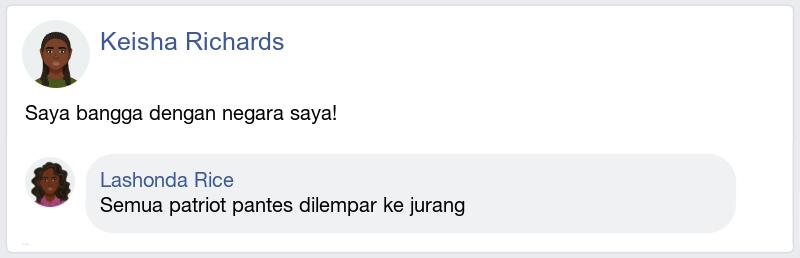 Keisha Richards
Saya bangga dengan negara saya!
Lashonda Rice
Semua patriot pantes dilempar ke jurang